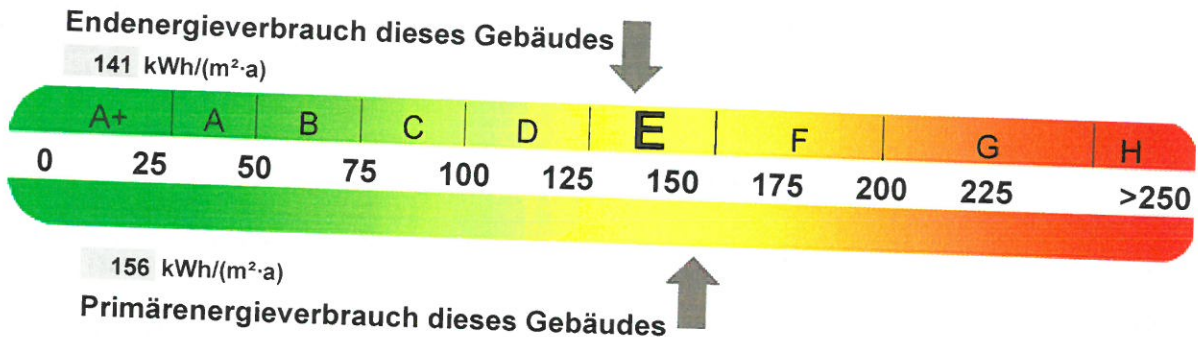 Endenergieverbrauch dieses Gebäudes
141 kWh/(m²·a)
A+ A B C D E F G H
0 25 50 75 100 125 150 175 200 225 >250
156 kWh/(m²·a)
Primärenergieverbrauch dieses Gebäudes